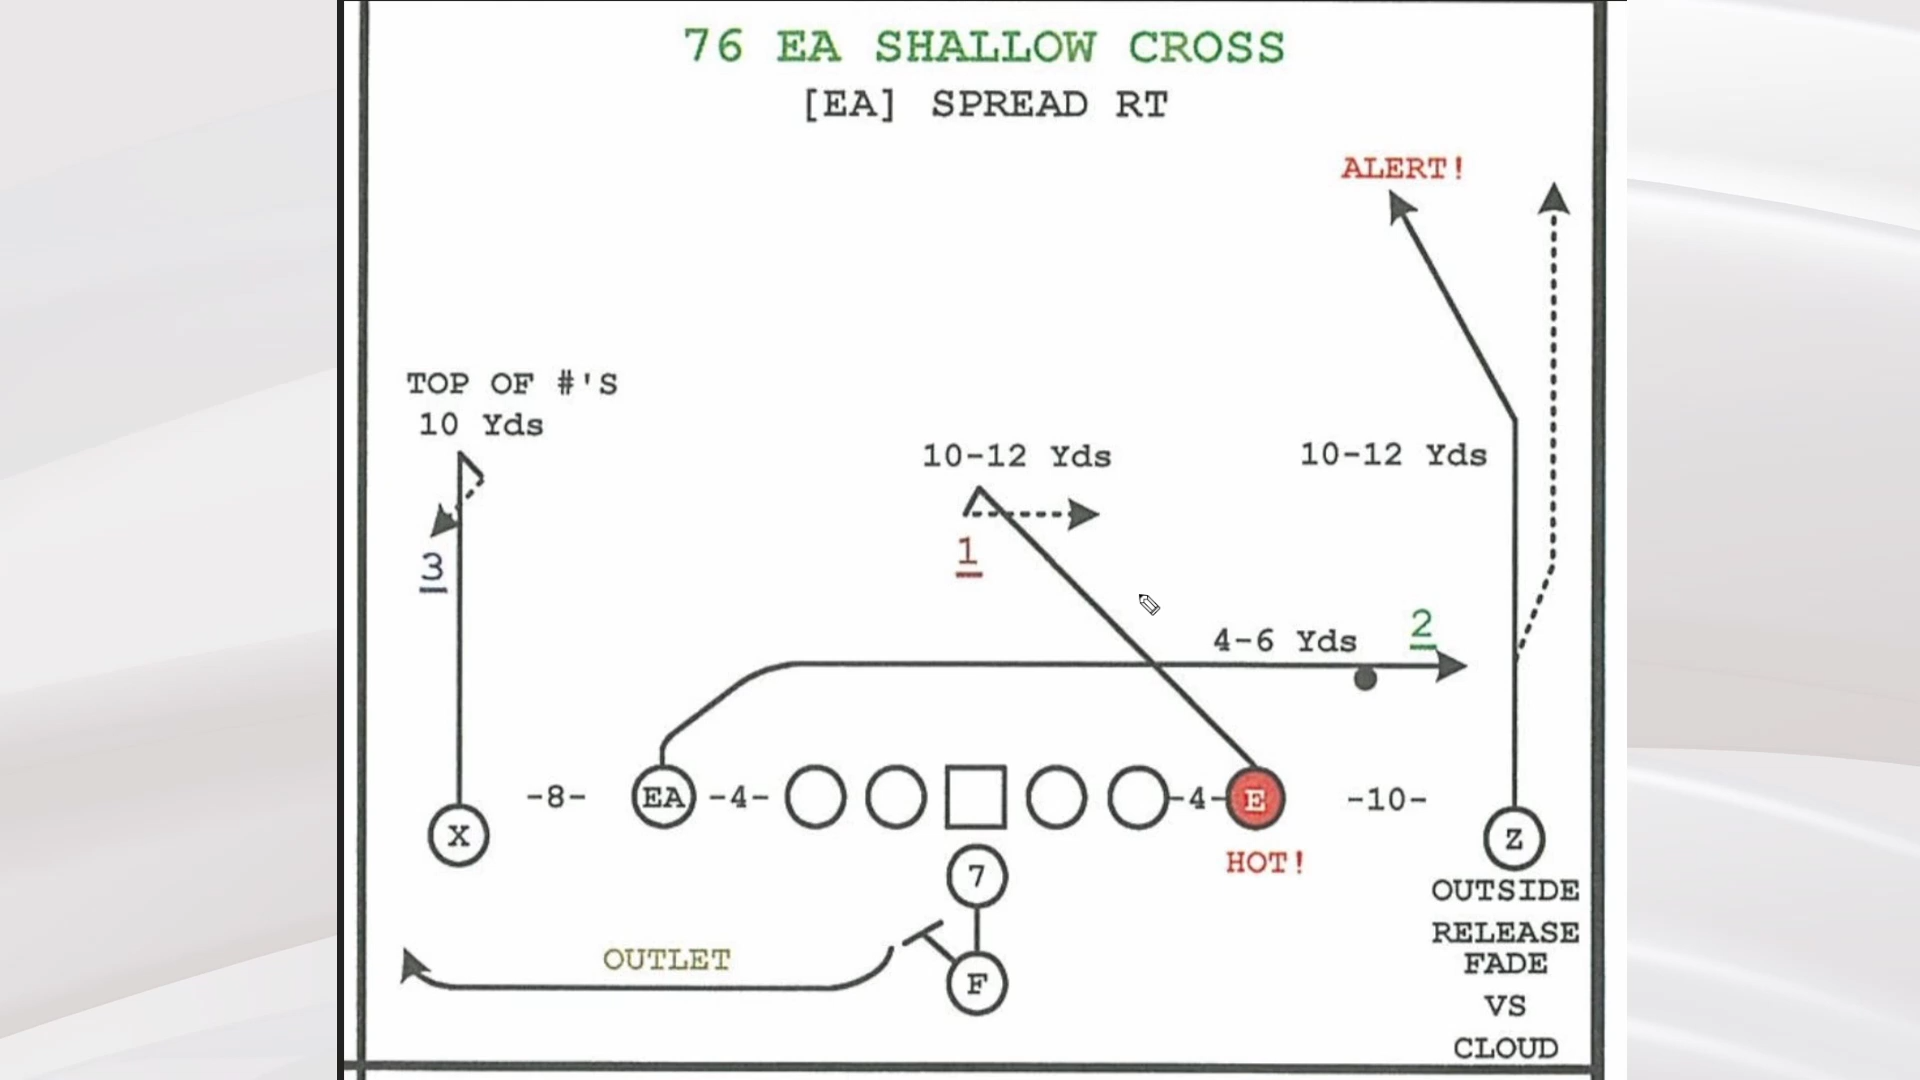 76 EA SHALLOW CROSS
[EA] SPREAD RT
ALERT!
TOP OF #'S
10 Yds
10-12 Yds
10-12 Yds
1
3
4-6 Yds
2
X
-8-
EA
-4-
-4-
E
-10-
Z
HOT!
7
OUTLET
F
OUTSIDE
RELEASE
FADE
VS
CLOUD